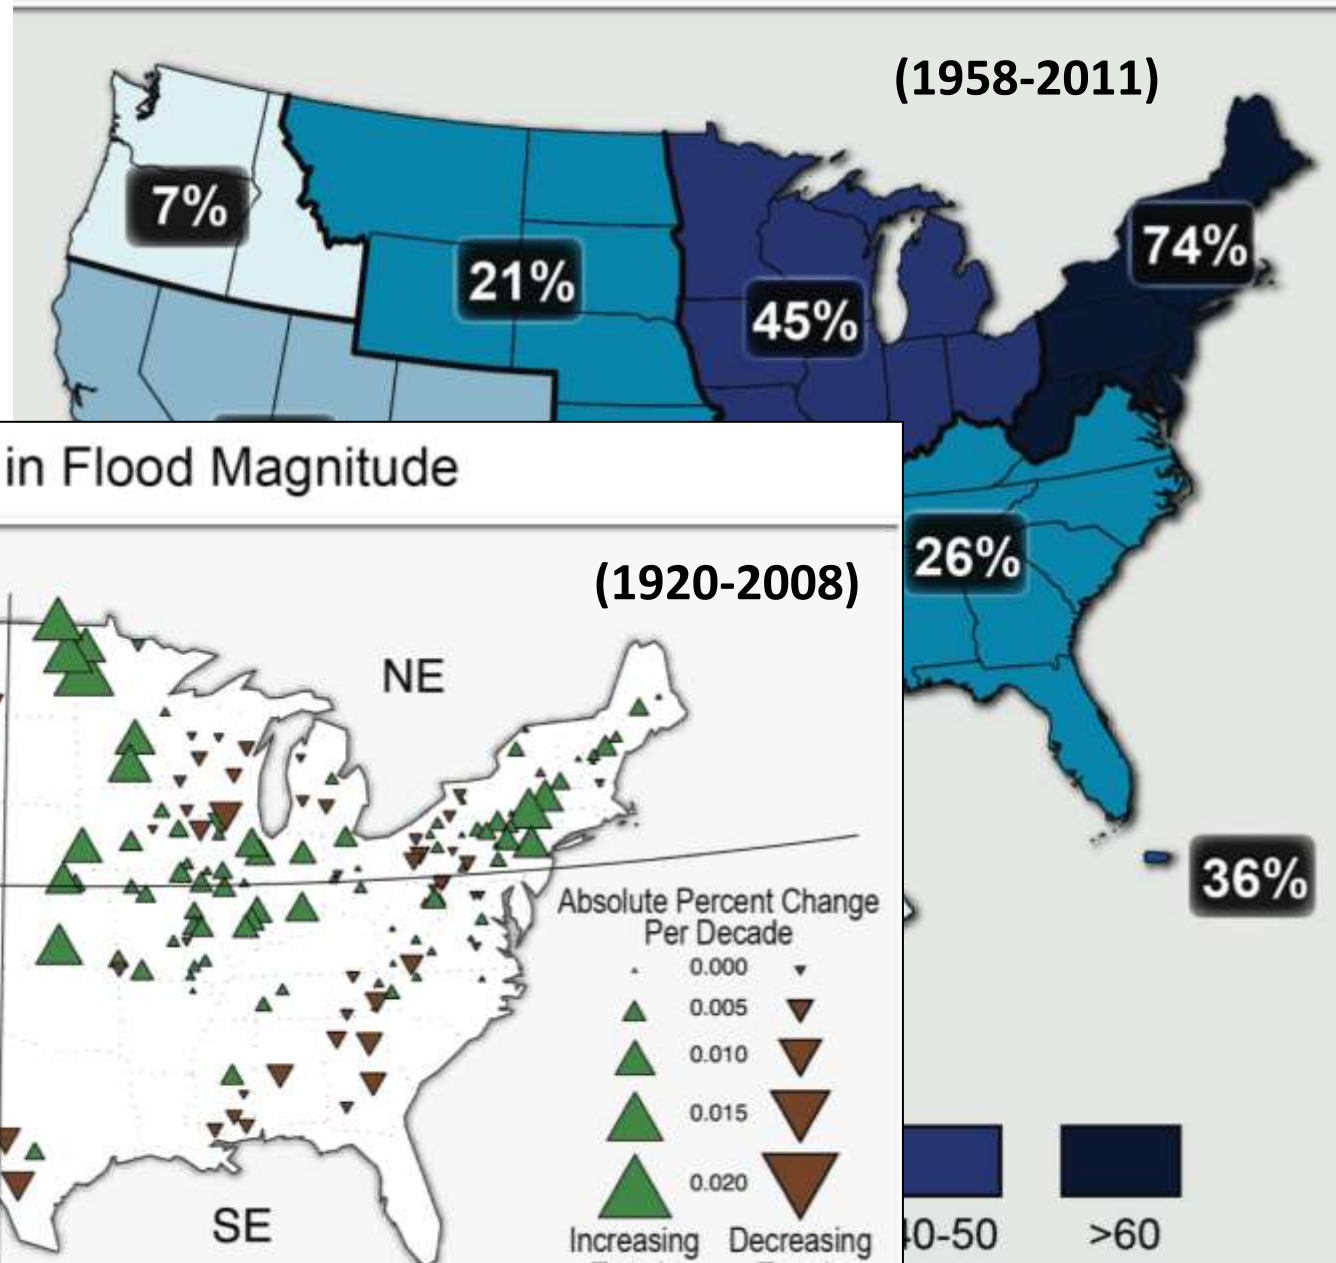 (1958-2011)
7%
21%
45%
74%
26%
36%
40-50
>60
in Flood Magnitude
(1920-2008)
NE
SE
Absolute Percent Change
Per Decade
0.000
0.005
0.010
0.015
0.020
Increasing Decreasing